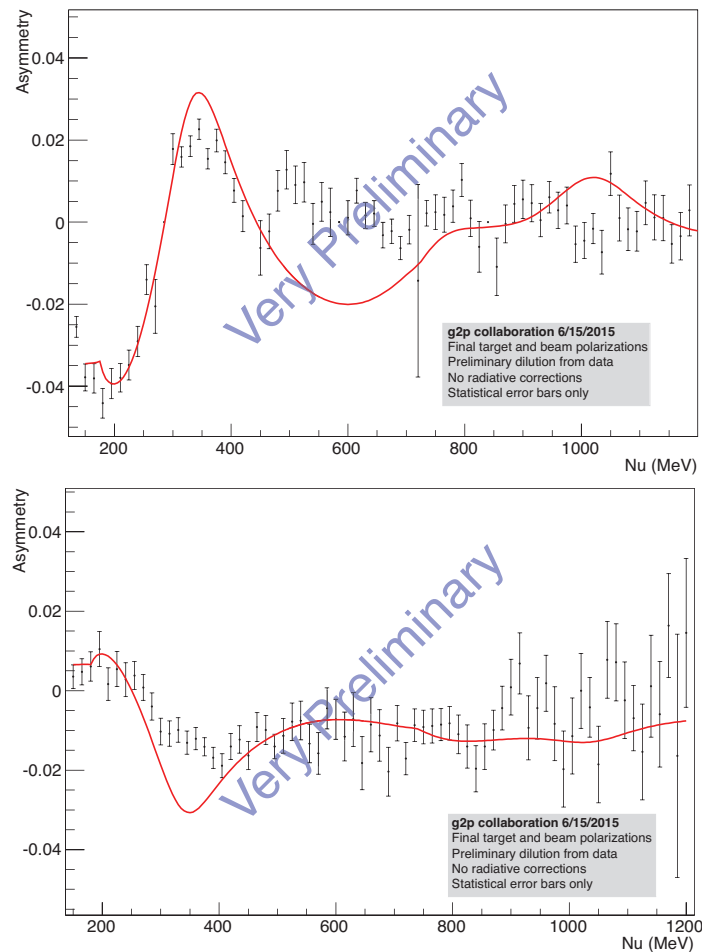 Asymmetry
0.04
0.02
0
-0.02
-0.04
Very Preliminary
g2p collaboration 6/15/2015
Final target and beam polarizations
Preliminary dilution from data
No radiative corrections
Statistical error bars only
200 400 600 800 1000
Nu (MeV)
Asymmetry
0.04
0.02
0
-0.02
-0.04
Very Preliminary
g2p collaboration 6/15/2015
Final target and beam polarizations
Preliminary dilution from data
No radiative corrections
Statistical error bars only
200 400 600 800 1000 1200
Nu (MeV)